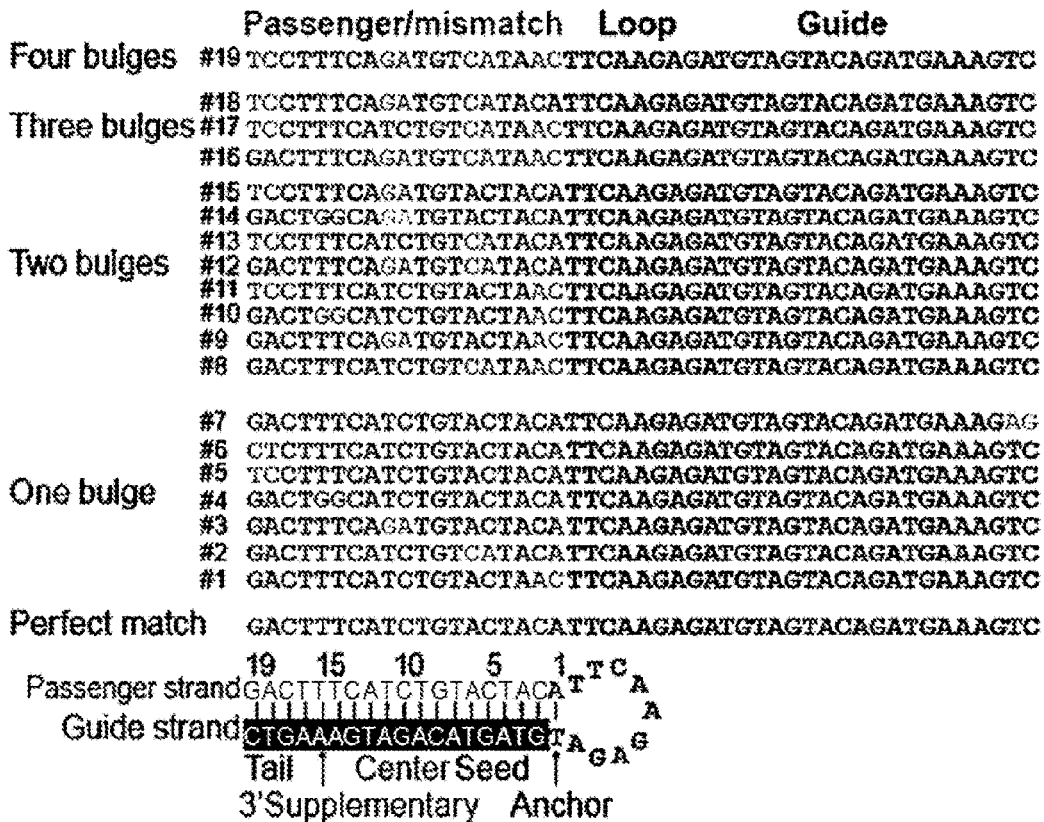 Passenger/mismatch Loop Guide
Four bulges #19 TCCTTTCAGATGTCATAACTTCAAGAGATGTAGTACAGATGAAAGTC
#18 TCCTTTCAGATGTCATACATTCAAGAGATGTAGTACAGATGAAAGTC
Three bulges #17 TCCTTTCATCTGTCATAACTTCAAGAGATGTAGTACAGATGAAAGTC
#16 GACTTTCAGATGTCATAACTTCAAGAGATGTAGTACAGATGAAAGTC
#15 TCCTTTCAGATGTACTACATTCAAGAGATGTAGTACAGATGAAAGTC
#14 GACTGGCAGATGTACTACATTCAAGAGATGTAGTACAGATGAAAGTC
#13 TCCTTTCATCTGTCATACATTCAAGAGATGTAGTACAGATGAAAGTC
Two bulges #12 GACTTTCAGATGTCATACATTCAAGAGATGTAGTACAGATGAAAGTC
#11 TCCTTTCATCTGTACTAACTTCAAGAGATGTAGTACAGATGAAAGTC
#10 GACTGGCATCTGTACTAACTTCAAGAGATGTAGTACAGATGAAAGTC
#9 GACTTTCAGATGTACTAACTTCAAGAGATGTAGTACAGATGAAAGTC
#8 GACTTTCATCTGTCATAACTTCAAGAGATGTAGTACAGATGAAAGTC
#7 GACTTTCATCTGTACTACATTCAAGAGATGTAGTACAGATGAAAGAG
#6 CTCTTTCATCTGTACTACATTCAAGAGATGTAGTACAGATGAAAGTC
#5 TCCTTTCATCTGTACTACATTCAAGAGATGTAGTACAGATGAAAGTC
One bulge #4 GACTGGCATCTGTACTACATTCAAGAGATGTAGTACAGATGAAAGTC
#3 GACTTTCAGATGTACTACATTCAAGAGATGTAGTACAGATGAAAGTC
#2 GACTTTCATCTGTCATACATTCAAGAGATGTAGTACAGATGAAAGTC
#1 GACTTTCATCTGTACTAACTTCAAGAGATGTAGTACAGATGAAAGTC
Perfect match GACTTTCATCTGTACTACATTCAAGAGATGTAGTACAGATGAAAGTC
19 15 10 5 1
Passenger strand GACTTTCATCTGTACTACA TTCAAGAGA
Guide strand CTGAAAGTAGACATGATGT
Tail Center Seed
3'Supplementary Anchor